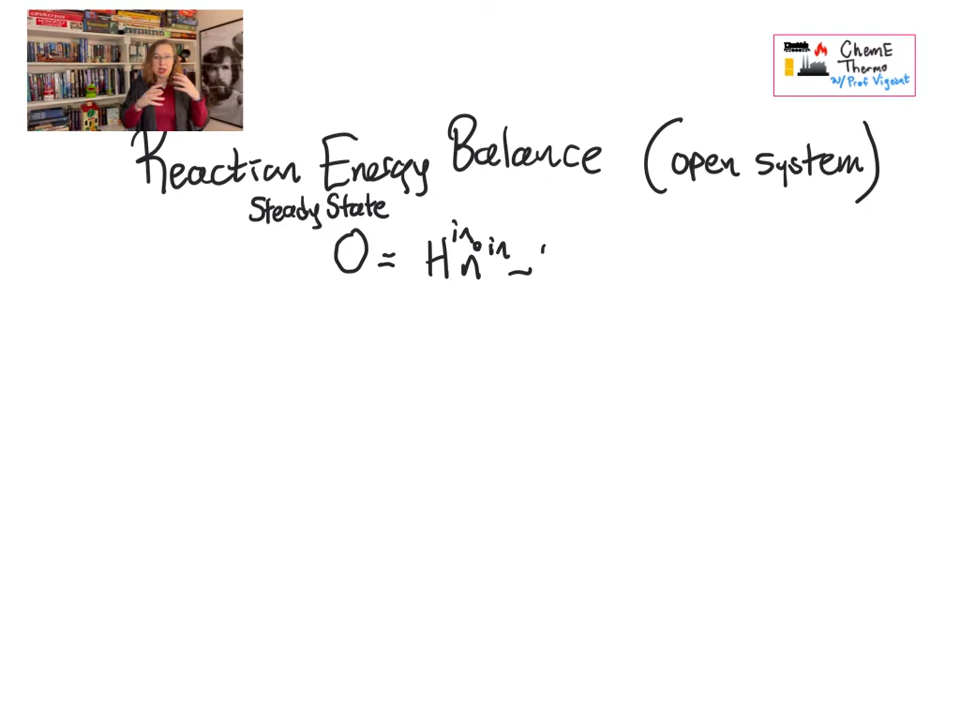 ChemE
Thermo
w/ Prof Vigeant
Reaction Energy Balance (open system)
Steady State
0 = H^in ṅ^in -